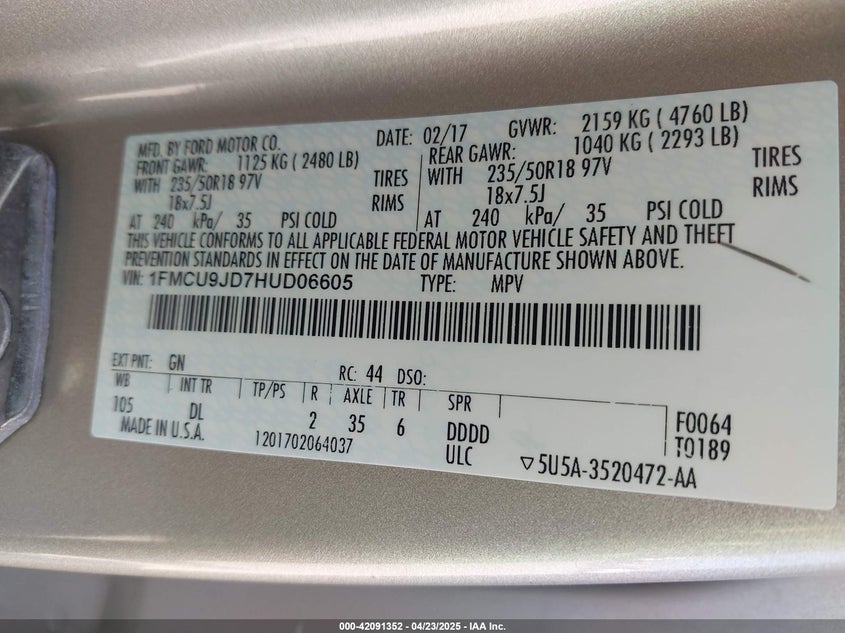 MFD. BY FORD MOTOR CO. DATE: 02/17 GVWR: 2159 KG ( 4760 LB)
FRONT GAWR: 1125 KG ( 2480 LB) REAR GAWR: 1040 KG ( 2293 LB)
WITH 235/50R18 97V TIRES WITH 235/50R18 97V TIRES
18x7.5J RIMS 18x7.5J RIMS
AT 240 kPa/ 35 PSI COLD AT 240 kPa/ 35 PSI COLD
THIS VEHICLE CONFORMS TO ALL APPLICABLE FEDERAL MOTOR VEHICLE SAFETY AND THEFT
PREVENTION STANDARDS IN EFFECT ON THE DATE OF MANUFACTURE SHOWN ABOVE.
VIN: 1FMCU9JD7HUD06605 TYPE: MPV
EXT PNT: GN RC: 44 DSO:
WB INT TR TP/PS R AXLE TR SPR
105 DL 2 35 6 DDDD F0064
MADE IN U.S.A. 1201702064037 ULC T0189
5U5A-3520472-AA
000-42091352 | 04/23/2025 | IAA Inc.